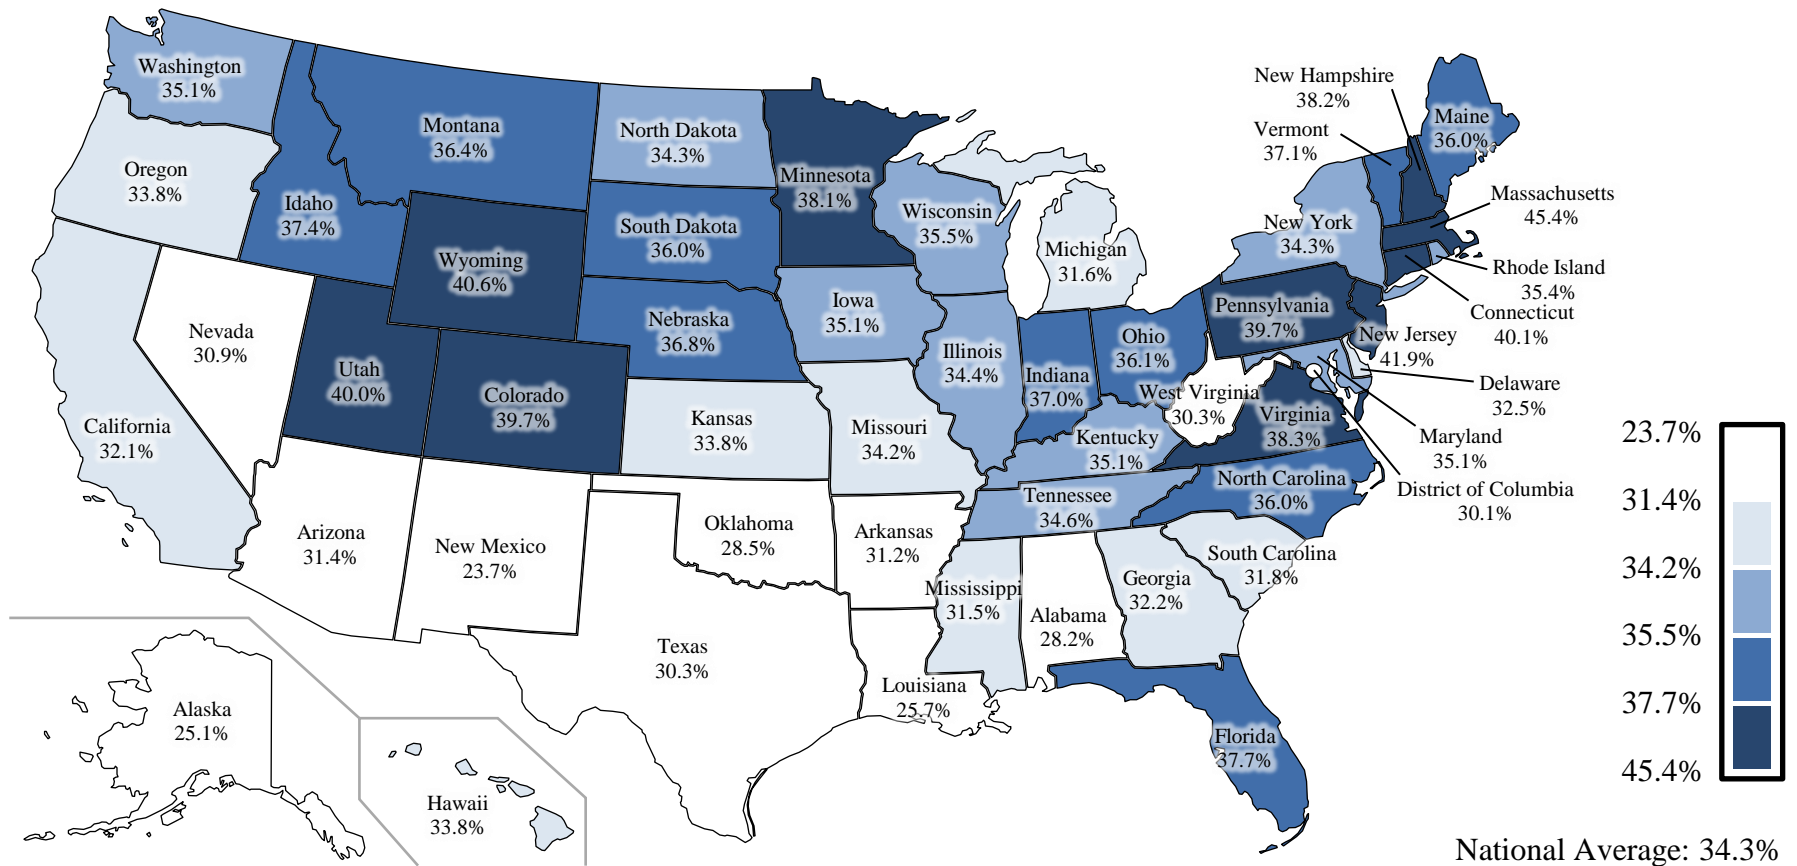 Washington
35.1%
Oregon
33.8%
California
32.1%
Nevada
30.9%
Idaho
37.4%
Montana
36.4%
Wyoming
40.6%
Utah
40.0%
Colorado
39.7%
Arizona
31.4%
New Mexico
23.7%
North Dakota
34.3%
South Dakota
36.0%
Nebraska
36.8%
Kansas
33.8%
Oklahoma
28.5%
Texas
30.3%
Minnesota
38.1%
Iowa
35.1%
Missouri
34.2%
Arkansas
31.2%
Louisiana
25.7%
Wisconsin
35.5%
Illinois
34.4%
Michigan
31.6%
Indiana
37.0%
Ohio
36.1%
Kentucky
35.1%
Tennessee
34.6%
Mississippi
31.5%
Alabama
28.2%
Georgia
32.2%
Florida
37.7%
South Carolina
31.8%
North Carolina
36.0%
Virginia
38.3%
West Virginia
30.3%
Pennsylvania
39.7%
New York
34.3%
Vermont
37.1%
New Hampshire
38.2%
Maine
36.0%
Massachusetts
45.4%
Rhode Island
35.4%
Connecticut
40.1%
New Jersey
41.9%
Delaware
32.5%
Maryland
35.1%
District of Columbia
30.1%
Alaska
25.1%
Hawaii
33.8%
23.7%
31.4%
34.2%
35.5%
37.7%
45.4%
National Average: 34.3%